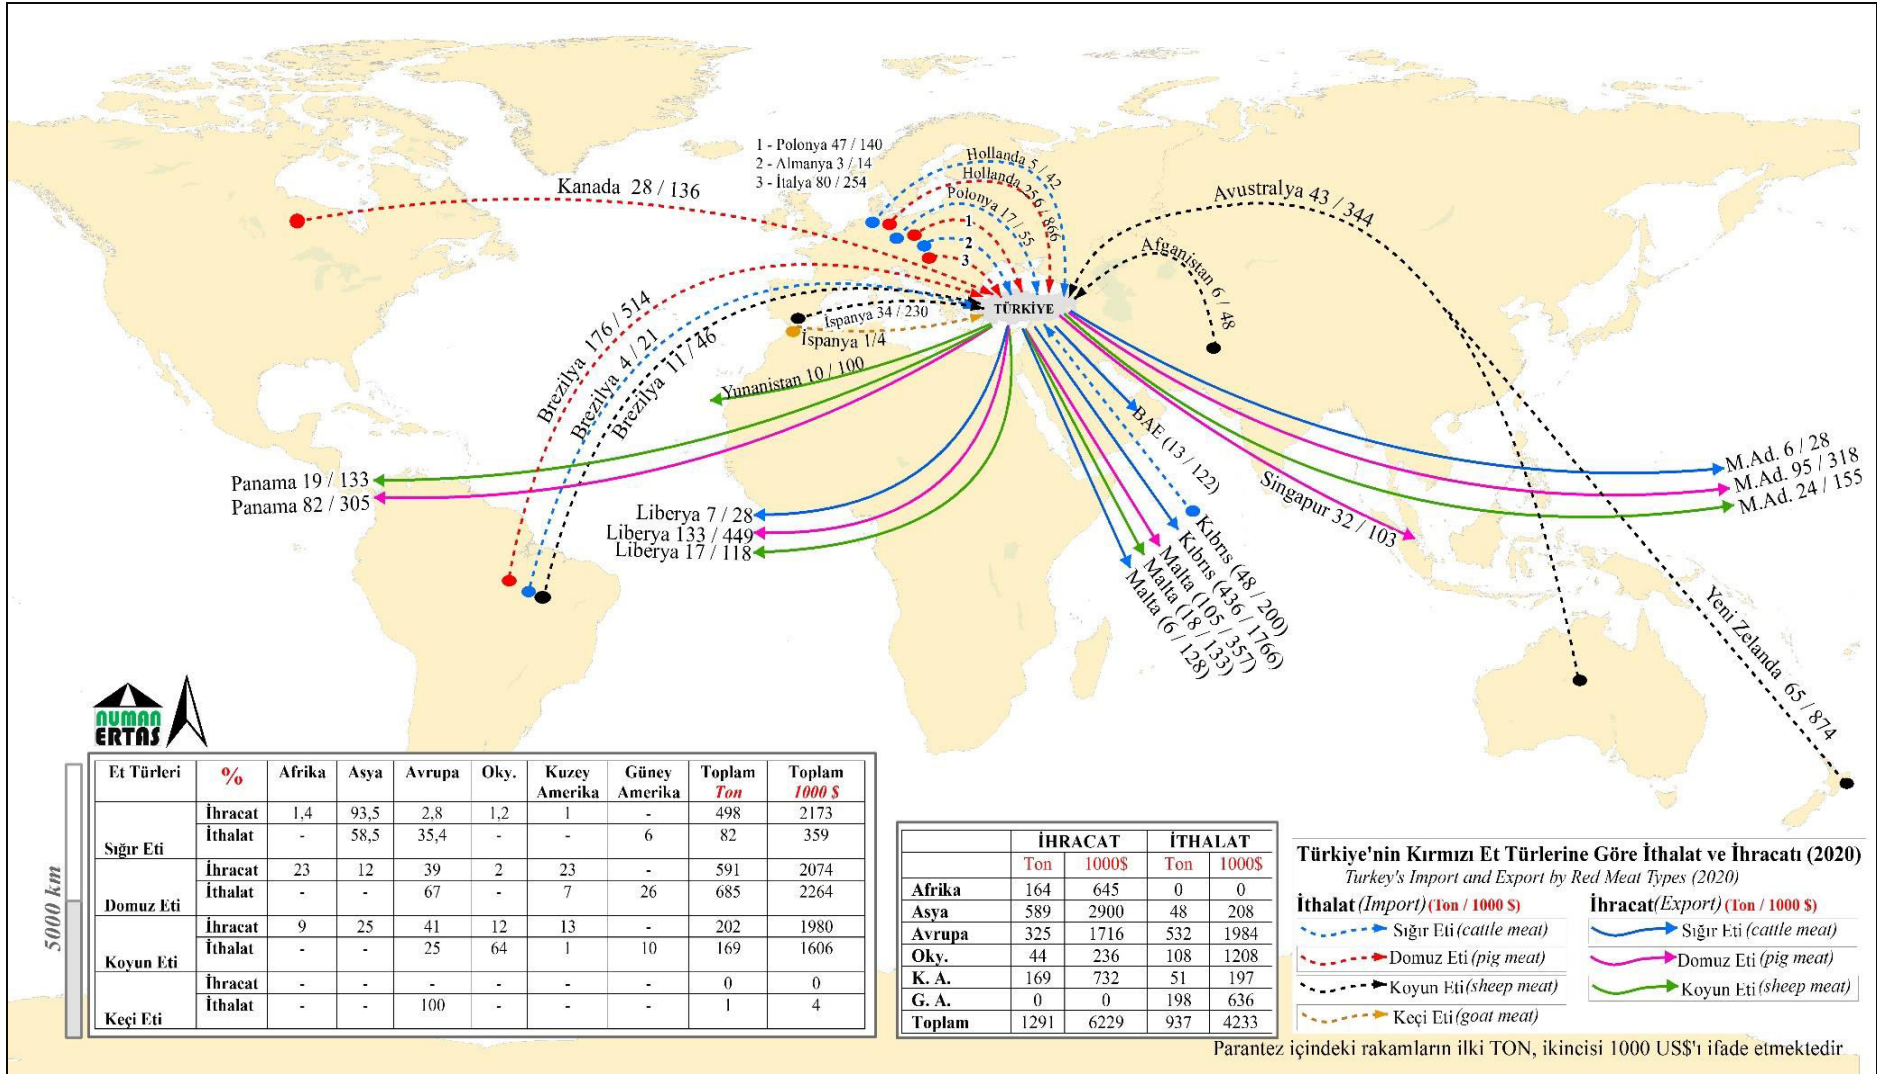 1 - Polonya 47 / 140
2 - Almanya 3 / 14
3 - İtalya 80 / 254
Hollanda 5 / 42
Hollanda 256 / 866
Polonya 17 / 55
1
2
3
Kanada 28 / 136
Avustralya 43 / 344
Afganistan 6 / 48
Brezilya 176 / 514
Brezilya 4 / 21
Brezilya 11 / 46
TÜRKİYE
İspanya 34 / 230
İspanya 1/4
Yunanistan 10 / 100
Panama 19 / 133
Panama 82 / 305
Liberya 7 / 28
Liberya 133 / 449
Liberya 17 / 118
BAE (13 / 122)
Kıbrıs (48 / 200)
Kıbrıs (436 / 1766)
Malta (105 / 357)
Malta (18 / 133)
Malta (6 / 128)
Singapur 32 / 103
M.Ad. 6 / 28
M.Ad. 95 / 318
M.Ad. 24 / 155
Yeni Zelanda 65 / 874
NUMAN
ERTAŞ
5000 km
Et Türleri % Afrika Asya Avrupa Oky. Kuzey Amerika Güney Amerika Toplam Ton Toplam 1000 $
Sığır Eti İhracat 1,4 93,5 2,8 1,2 1 - 498 2173
İthalat - 58,5 35,4 - - 6 82 359
Domuz Eti İhracat 23 12 39 2 23 - 591 2074
İthalat - - 67 - 7 26 685 2264
Koyun Eti İhracat 9 25 41 12 13 - 202 1980
İthalat - - 25 64 1 10 169 1606
Keçi Eti İhracat - - - - - - 0 0
İthalat - - 100 - - - 1 4
İHRACAT İTHALAT
Ton 1000$ Ton 1000$
Afrika 164 645 0 0
Asya 589 2900 48 208
Avrupa 325 1716 532 1984
Oky. 44 236 108 1208
K. A. 169 732 51 197
G. A. 0 0 198 636
Toplam 1291 6229 937 4233
Türkiye'nin Kırmızı Et Türlerine Göre İthalat ve İhracatı (2020)
Turkey's Import and Export by Red Meat Types (2020)
İthalat (Import) (Ton / 1000 $) İhracat (Export) (Ton / 1000 $)
Sığır Eti (cattle meat) Sığır Eti (cattle meat)
Domuz Eti (pig meat) Domuz Eti (pig meat)
Koyun Eti (sheep meat) Koyun Eti (sheep meat)
Keçi Eti (goat meat)
Parantez içindeki rakamların ilki TON, ikincisi 1000 US$'ı ifade etmektedir